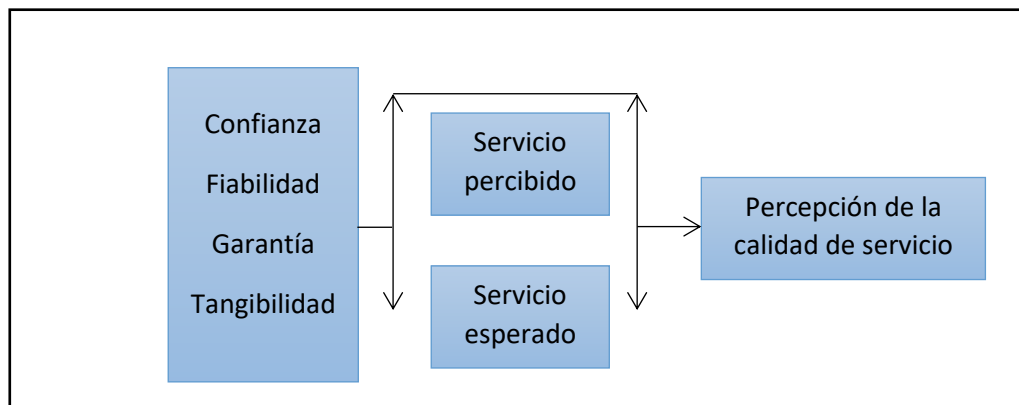 Confianza
Fiabilidad
Garantía
Tangibilidad
Servicio
percibido
Servicio
esperado
Percepción de la
calidad de servicio